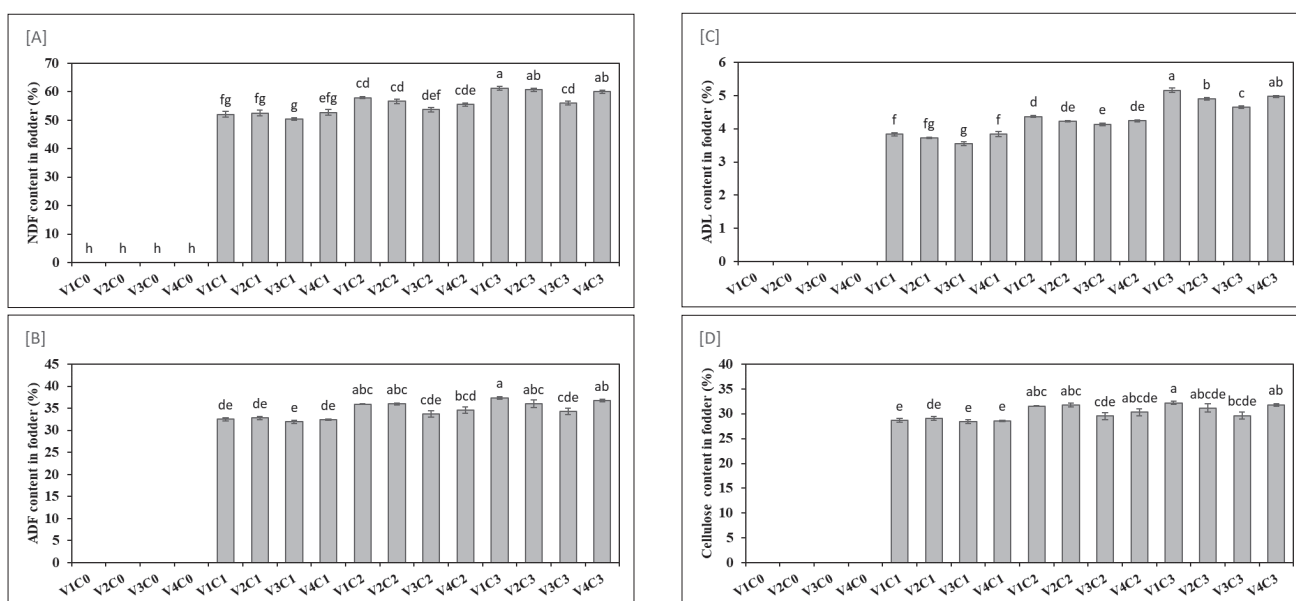 [A]
NDF content in fodder (%)
70
60
50
40
30
20
10
0
h h h h fg fg g efg cd cd def cde a ab cd ab
V1C0 V2C0 V3C0 V4C0 V1C1 V2C1 V3C1 V4C1 V1C2 V2C2 V3C2 V4C2 V1C3 V2C3 V3C3 V4C3
[B]
ADF content in fodder (%)
45
40
35
30
25
20
15
10
5
0
de de e de abc abc cde bcd a abc cde ab
V1C0 V2C0 V3C0 V4C0 V1C1 V2C1 V3C1 V4C1 V1C2 V2C2 V3C2 V4C2 V1C3 V2C3 V3C3 V4C3
[C]
ADL content in fodder (%)
6
5
4
3
2
1
0
f fg g f d de e de a b c ab
V1C0 V2C0 V3C0 V4C0 V1C1 V2C1 V3C1 V4C1 V1C2 V2C2 V3C2 V4C2 V1C3 V2C3 V3C3 V4C3
[D]
Cellulose content in fodder (%)
40
35
30
25
20
15
10
5
0
e de e e abc abc cde abcde a abcde bcde ab
V1C0 V2C0 V3C0 V4C0 V1C1 V2C1 V3C1 V4C1 V1C2 V2C2 V3C2 V4C2 V1C3 V2C3 V3C3 V4C3